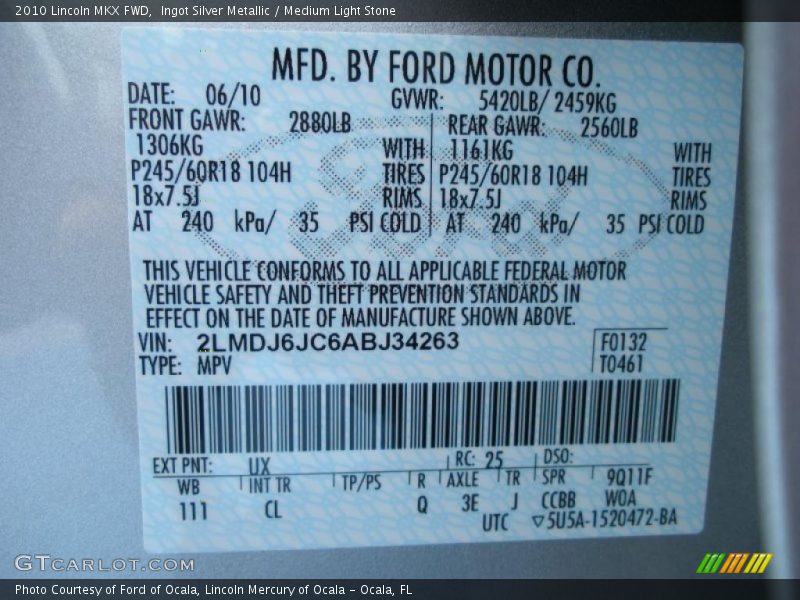 2010 Lincoln MKX FWD,  Ingot Silver Metallic / Medium Light Stone
MFD. BY FORD MOTOR CO.
DATE: 06/10 GVWR: 5420LB/ 2459KG
FRONT GAWR: 2880LB REAR GAWR: 2560LB
1306KG WITH 1161KG WITH
P245/60R18 104H TIRES P245/60R18 104H TIRES
18x7.5J RIMS 18x7.5J RIMS
AT 240 kPa/ 35 PSI COLD AT 240 kPa/ 35 PSI COLD
THIS VEHICLE CONFORMS TO ALL APPLICABLE FEDERAL MOTOR
VEHICLE SAFETY AND THEFT PREVENTION STANDARDS IN
EFFECT ON THE DATE OF MANUFACTURE SHOWN ABOVE.
VIN: 2LMDJ6JC6ABJ34263 F0132
TYPE: MPV T0461
EXT PNT: UX RC: 25 DSO:
WB INT TR TP/PS R AXLE TR SPR 9Q11F
111 CL Q 3E J CCBB WOA
UTC ▽5U5A-1520472-BA
GTCARLOT.COM
Photo Courtesy of Ford of Ocala, Lincoln Mercury of Ocala – Ocala, FL